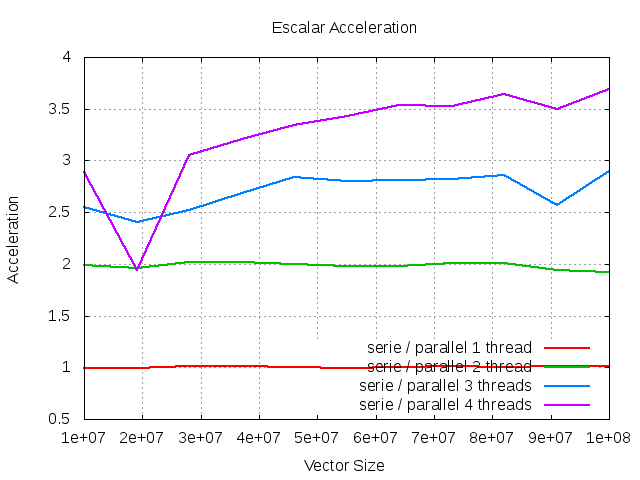 Escalar Acceleration
4
3.5
3
2.5
2
1.5
1
0.5
Acceleration
serie / parallel 1 thread
serie / parallel 2 thread
serie / parallel 3 threads
serie / parallel 4 threads
1e+07 2e+07 3e+07 4e+07 5e+07 6e+07 7e+07 8e+07 9e+07 1e+08
Vector Size